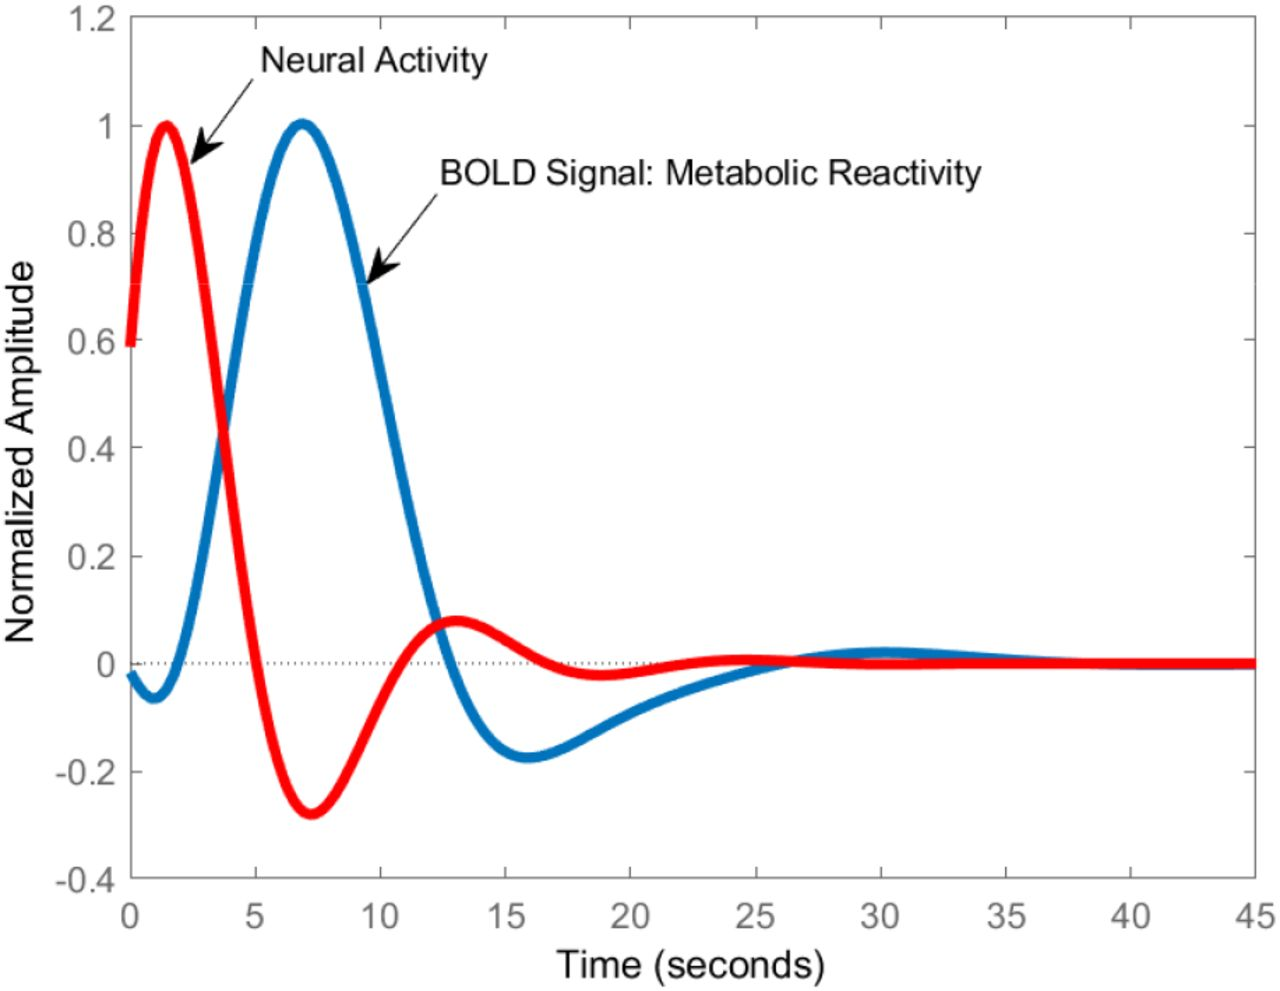 1.2
Neural Activity
1
BOLD Signal: Metabolic Reactivity
0.8
0.6
0.4
0.2
0
-0.2
-0.4
Normalized Amplitude
0 5 10 15 20 25 30 35 40 45
Time (seconds)